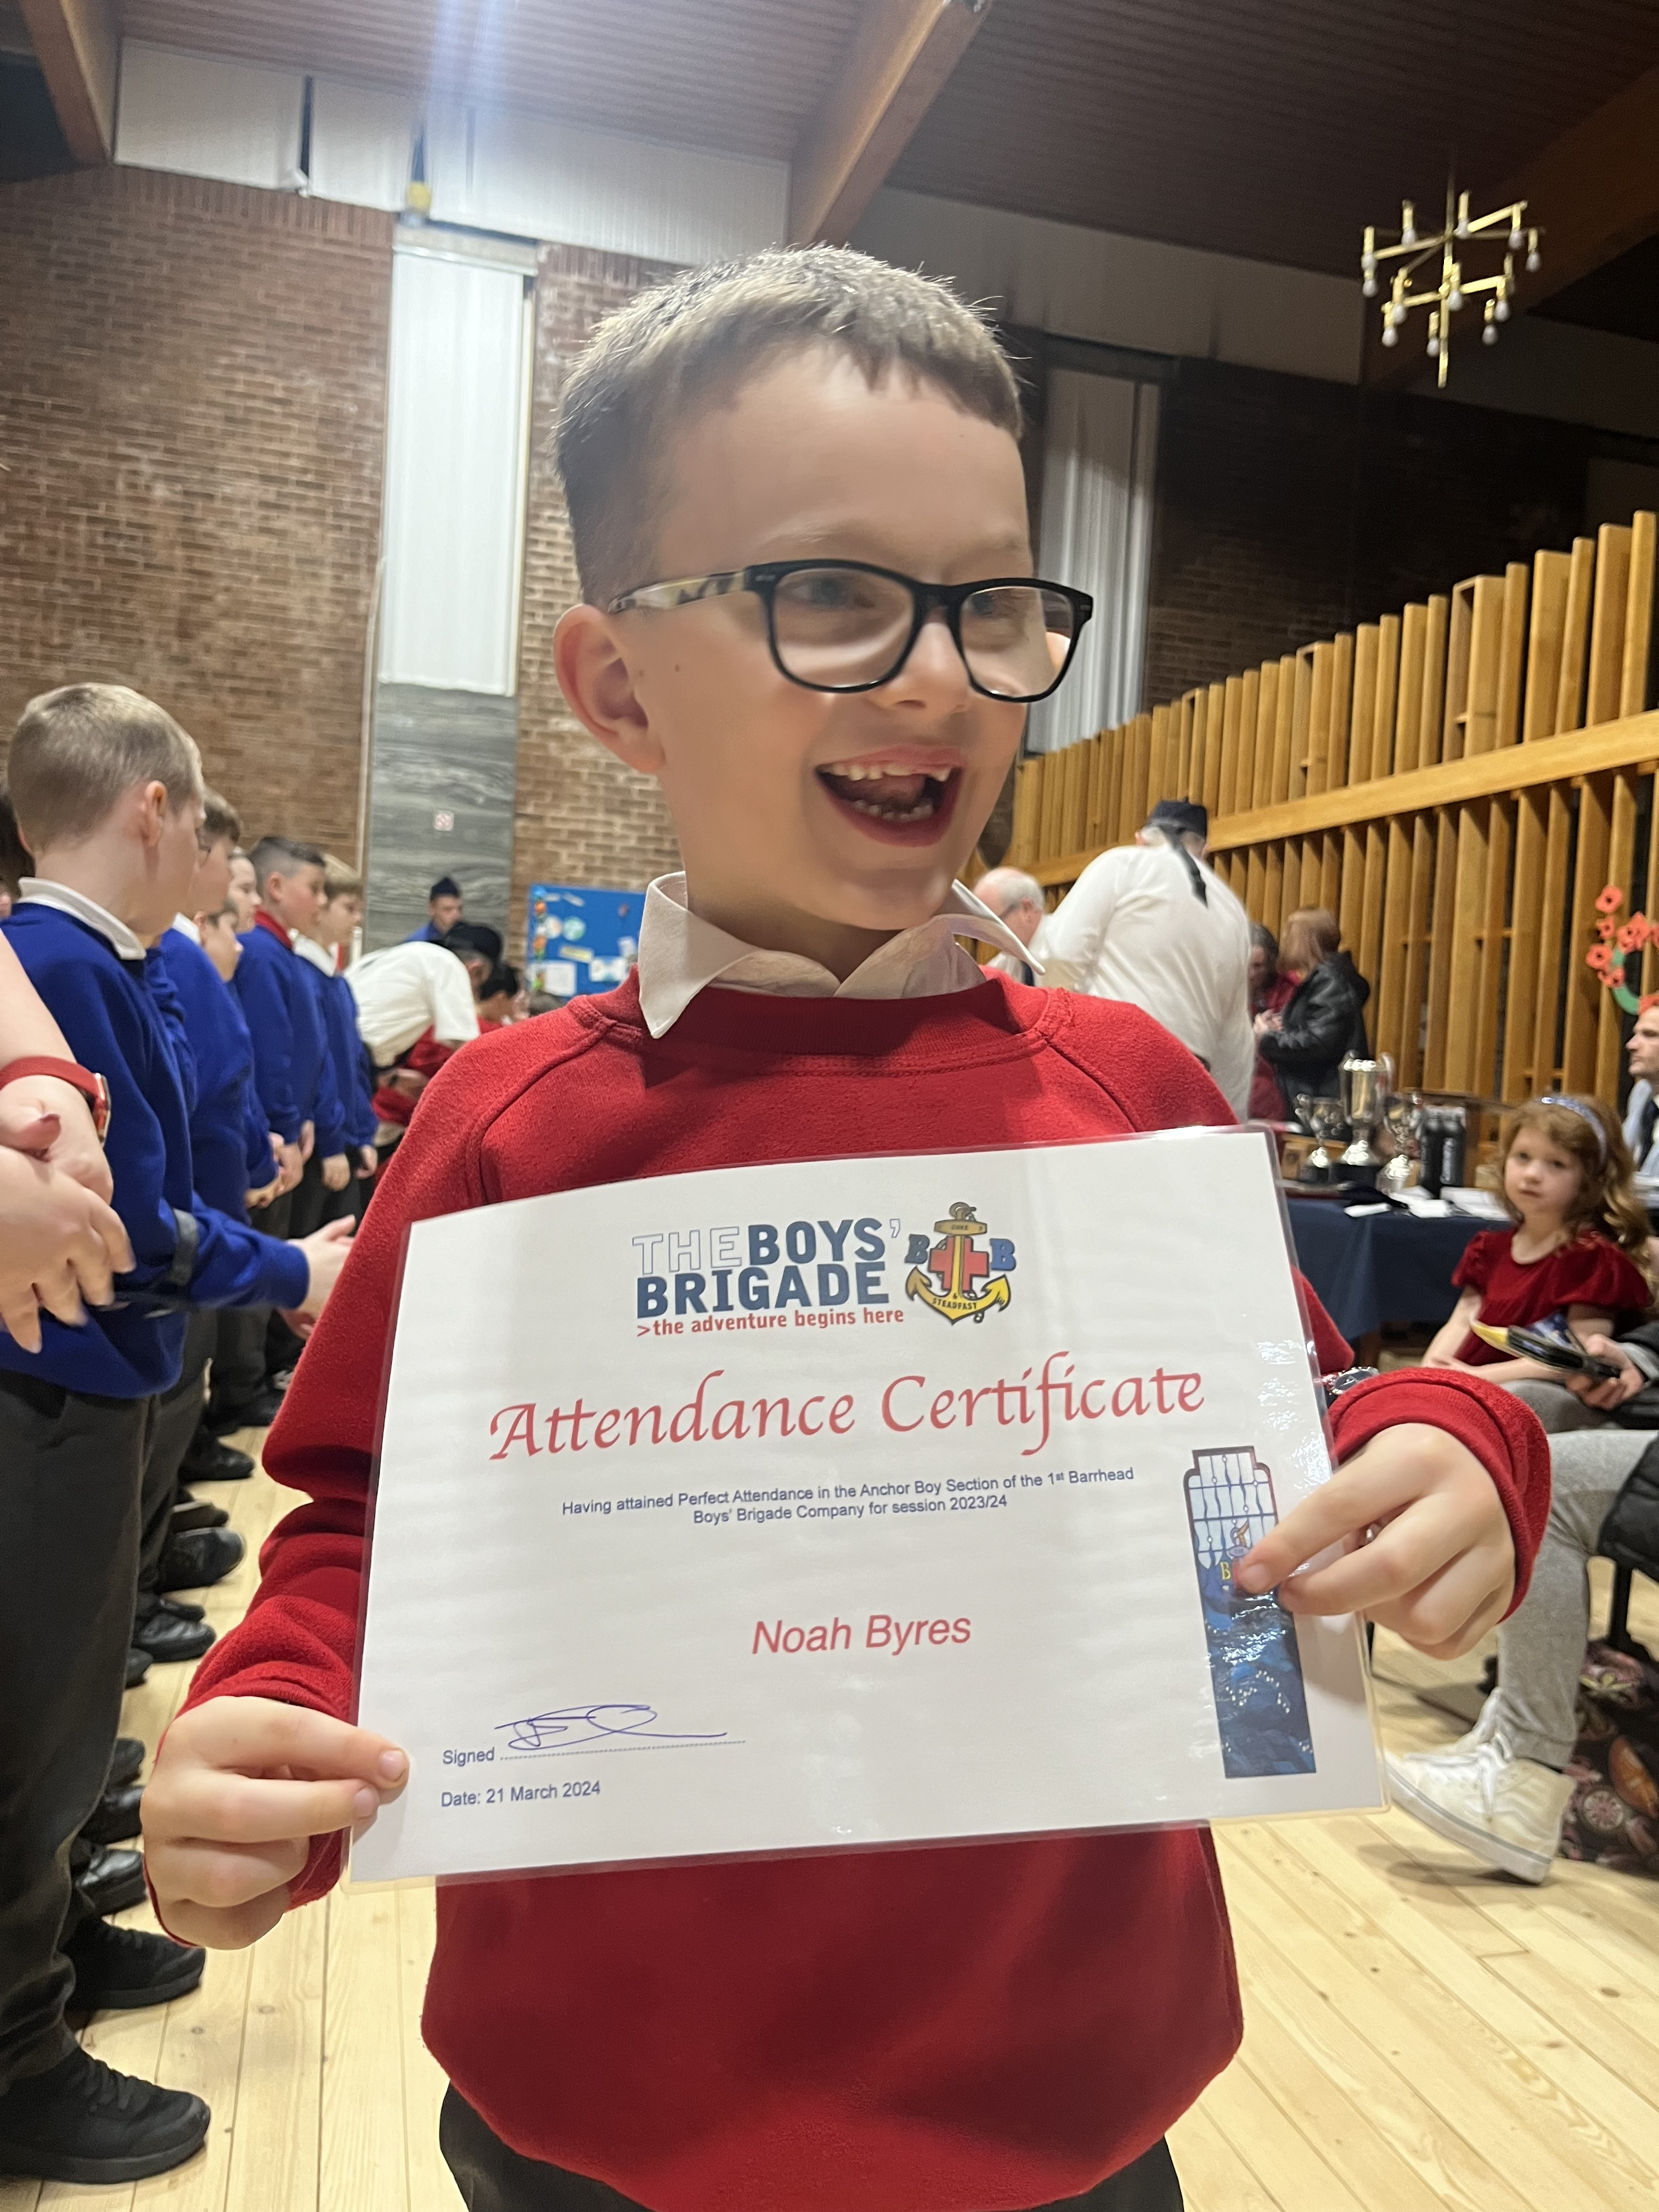 THE BOYS'
BRIGADE
>the adventure begins here
B B
SURE
& STEADFAST
Attendance Certificate
Having attained Perfect Attendance in the Anchor Boy Section of the 1st Barrhead
Boys' Brigade Company for session 2023/24
B
Noah Byres
Signed
Date: 21 March 2024